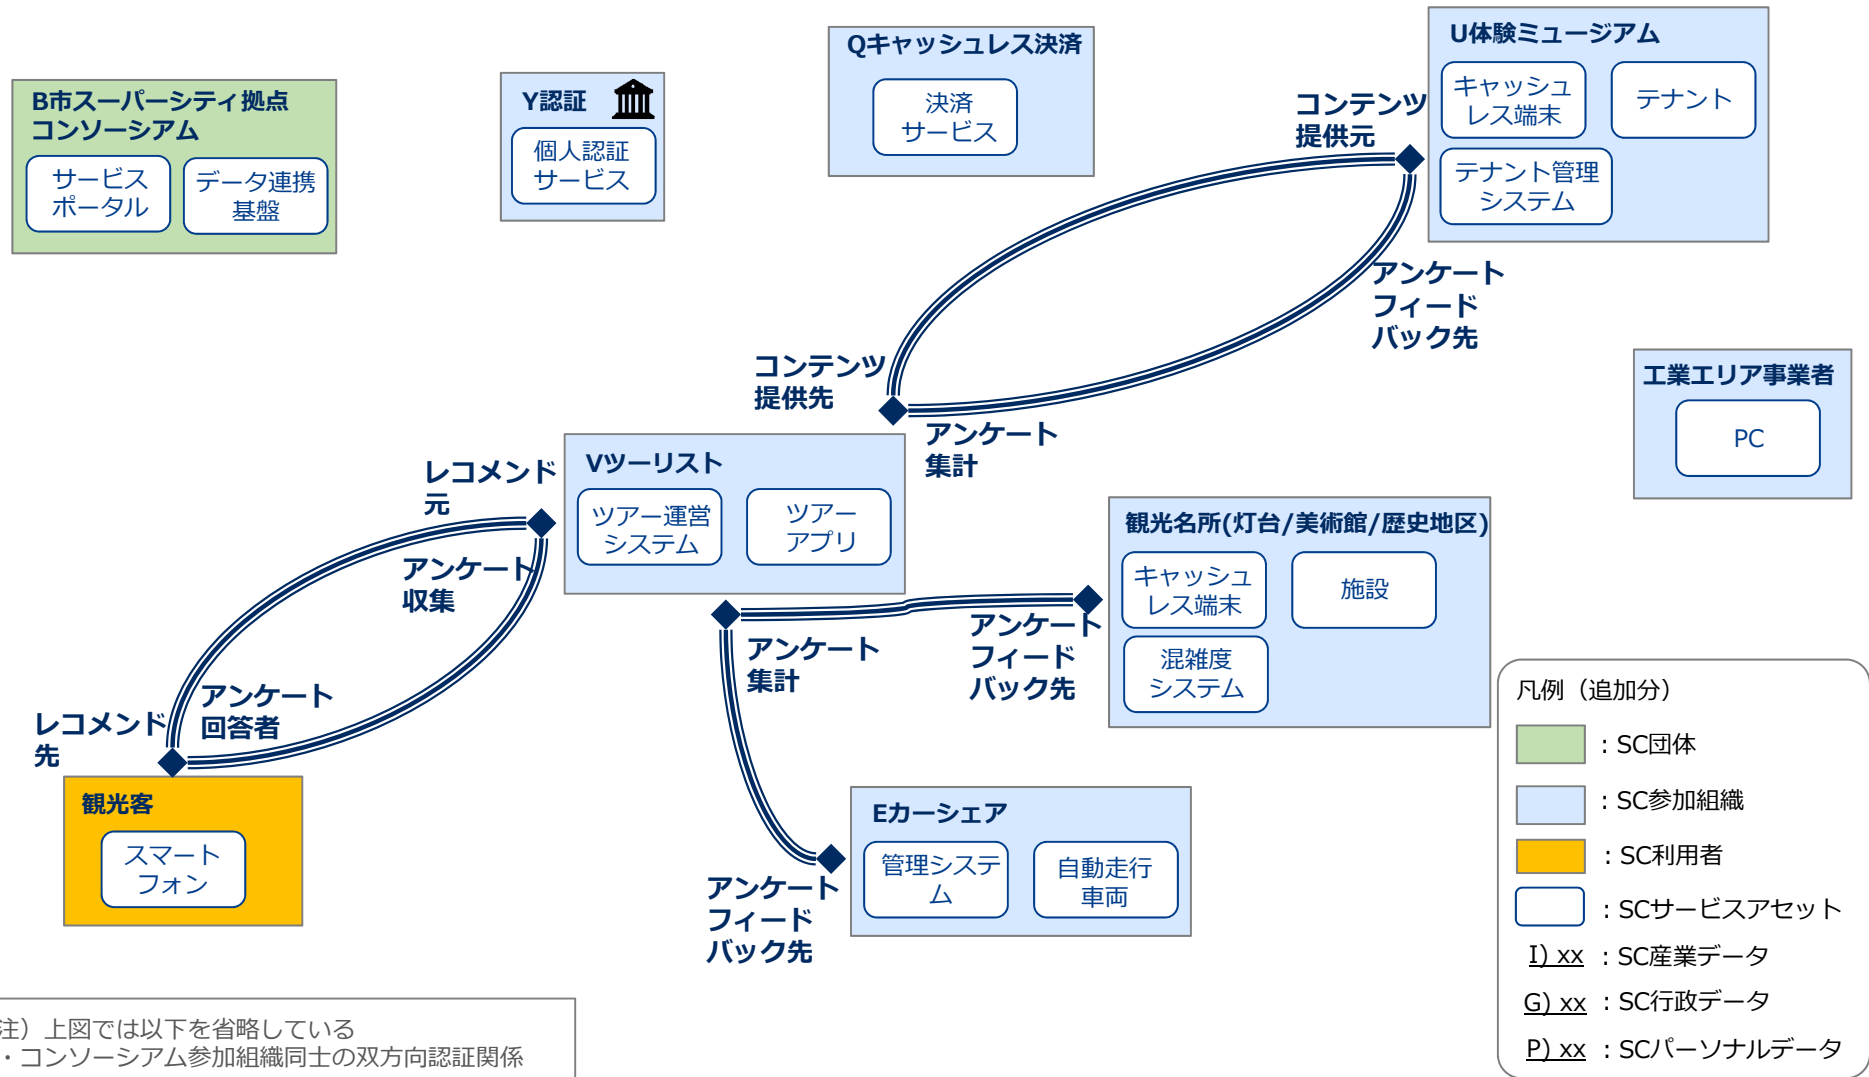 B市スーパーシティ拠点
コンソーシアム
サービス
ポータル
データ連携
基盤
Y認証
個人認証
サービス
Qキャッシュレス決済
決済
サービス
U体験ミュージアム
キャッシュ
レス端末
テナント
テナント管理
システム
コンテンツ
提供元
アンケート
フィード
バック先
コンテンツ
提供先
アンケート
集計
工業エリア事業者
PC
Vツーリスト
ツアー運営
システム
ツアー
アプリ
レコメンド
元
アンケート
収集
観光名所(灯台/美術館/歴史地区)
キャッシュ
レス端末
施設
混雑度
システム
アンケート
集計
アンケート
フィード
バック先
アンケート
回答者
レコメンド
先
観光客
スマート
フォン
Eカーシェア
管理システ
ム
自動走行
車両
アンケート
フィード
バック先
凡例（追加分）
：SC団体
：SC参加組織
：SC利用者
：SCサービスアセット
I) xx ：SC産業データ
G) xx ：SC行政データ
P) xx ：SCパーソナルデータ
注）上図では以下を省略している
・コンソーシアム参加組織同士の双方向認証関係